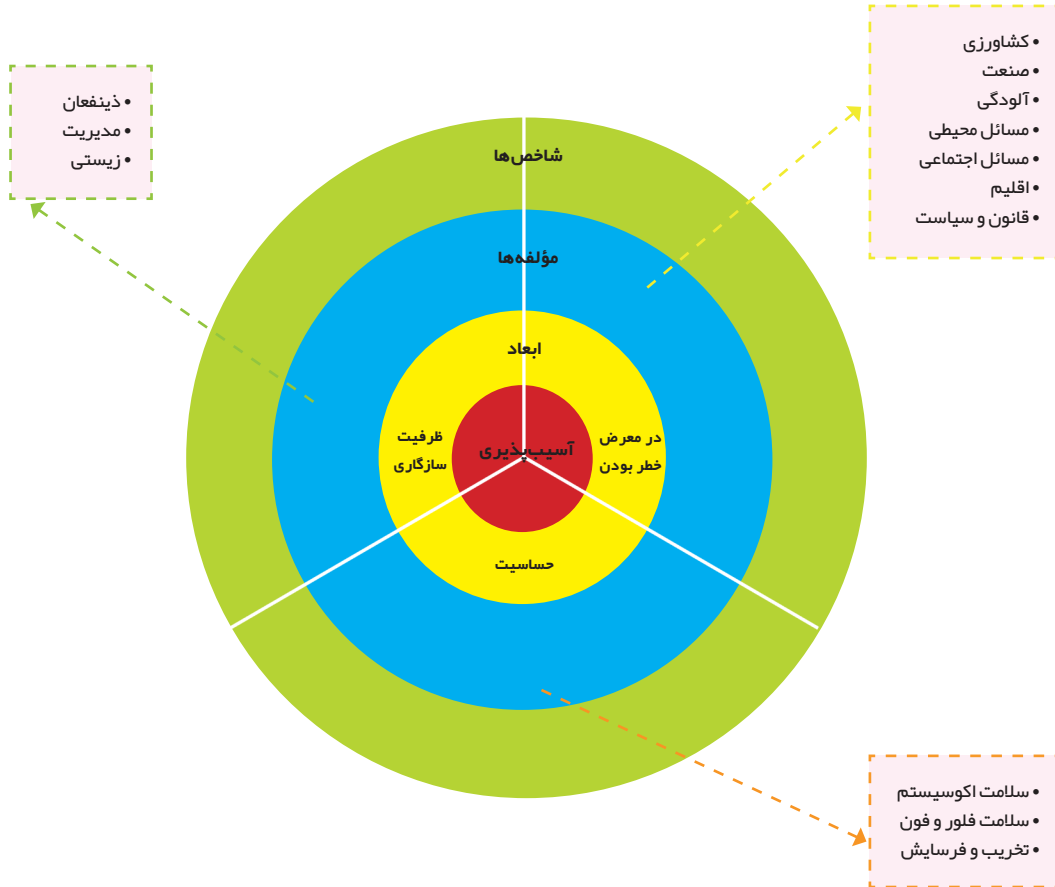 • کشاورزی
• صنعت
• آلودگی
• مسائل محیطی
• مسائل اجتماعی
• اقلیم
• قانون و سیاست
• ذینفعان
• مدیریت
• زیستی
شاخص‌ها
مؤلفه‌ها
ابعاد
آسیب‌پذیری
در معرض
خطر بودن
ظرفیت
سازگاری
حساسیت
• سلامت اکوسیستم
• سلامت فلور و فون
• تخریب و فرسایش